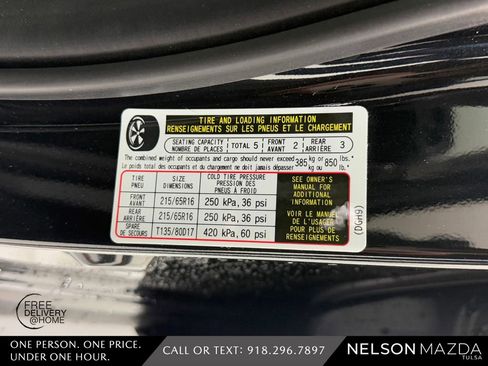 TIRE AND LOADING INFORMATION
RENSEIGNEMENTS SUR LES PNEUS ET LE CHARGEMENT
SEATING CAPACITY TOTAL 5 FRONT 2 REAR 3
NOMBRE DE PLACES AVANT ARRIÈRE
The combined weight of occupants and cargo should never exceed 385 kg or 850 lbs.
Le poids total des occupants et du chargement ne doit jamais dépasser kg ou lb.
TIRE SIZE COLD TIRE PRESSURE
PNEU DIMENSIONS PRESSION DES PNEUS À FROID
FRONT AVANT 215/65R16 250 kPa, 36 psi
REAR ARRIÈRE 215/65R16 250 kPa, 36 psi
SPARE DE SECOURS T135/80D17 420 kPa, 60 psi
SEE OWNER'S
MANUAL FOR
ADDITIONAL
INFORMATION
VOIR LE MANUEL
DE L'USAGER
POUR PLUS DE
RENSEIGNEMENTS
(DGH9)
FREE
DELIVERY
@HOME
ONE PERSON. ONE PRICE.
UNDER ONE HOUR.
CALL OR TEXT: 918.296.7897
NELSON MAZDA
TULSA